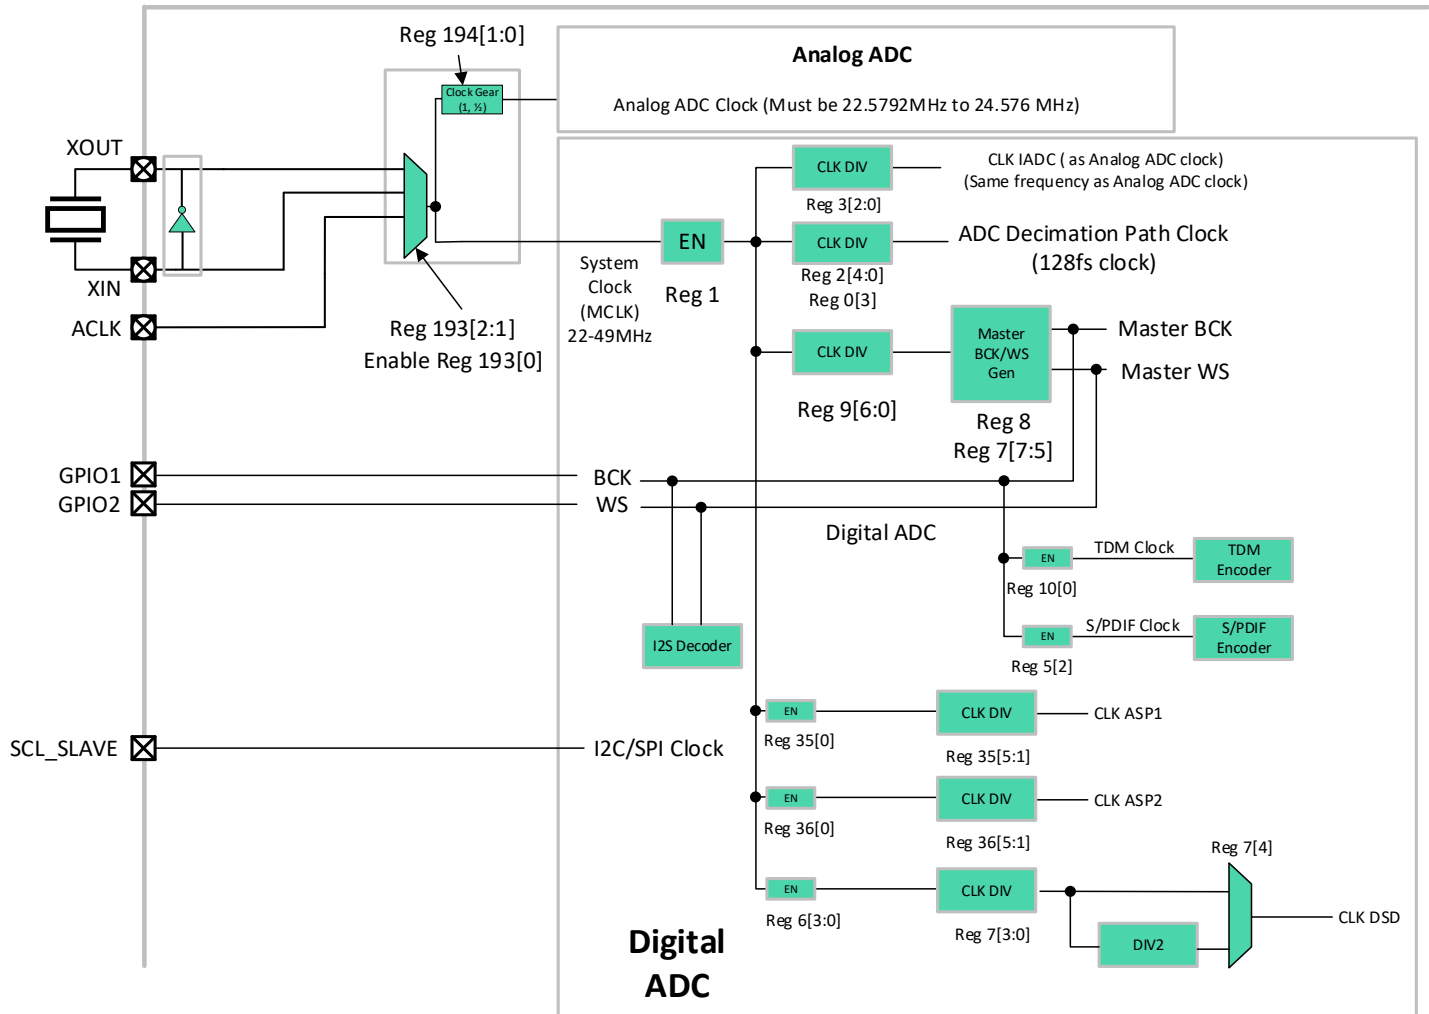 Reg 194[1:0]
Clock Gear
(1, ½)
Analog ADC
Analog ADC Clock (Must be 22.5792MHz to 24.576 MHz)
XOUT
XIN
ACLK
Reg 193[2:1]
Enable Reg 193[0]
System
Clock
(MCLK)
22-49MHz
EN
Reg 1
CLK DIV
Reg 3[2:0]
CLK IADC ( as Analog ADC clock)
(Same frequency as Analog ADC clock)
CLK DIV
Reg 2[4:0]
Reg 0[3]
ADC Decimation Path Clock
(128fs clock)
CLK DIV
Reg 9[6:0]
Master
BCK/WS
Gen
Reg 8
Reg 7[7:5]
Master BCK
Master WS
GPIO1
GPIO2
BCK
WS
Digital ADC
EN
Reg 10[0]
TDM Clock
TDM
Encoder
EN
Reg 5[2]
S/PDIF Clock
S/PDIF
Encoder
I2S Decoder
SCL_SLAVE
I2C/SPI Clock
EN
Reg 35[0]
CLK DIV
Reg 35[5:1]
CLK ASP1
EN
Reg 36[0]
CLK DIV
Reg 36[5:1]
CLK ASP2
EN
Reg 6[3:0]
CLK DIV
Reg 7[3:0]
DIV2
Reg 7[4]
CLK DSD
Digital
ADC